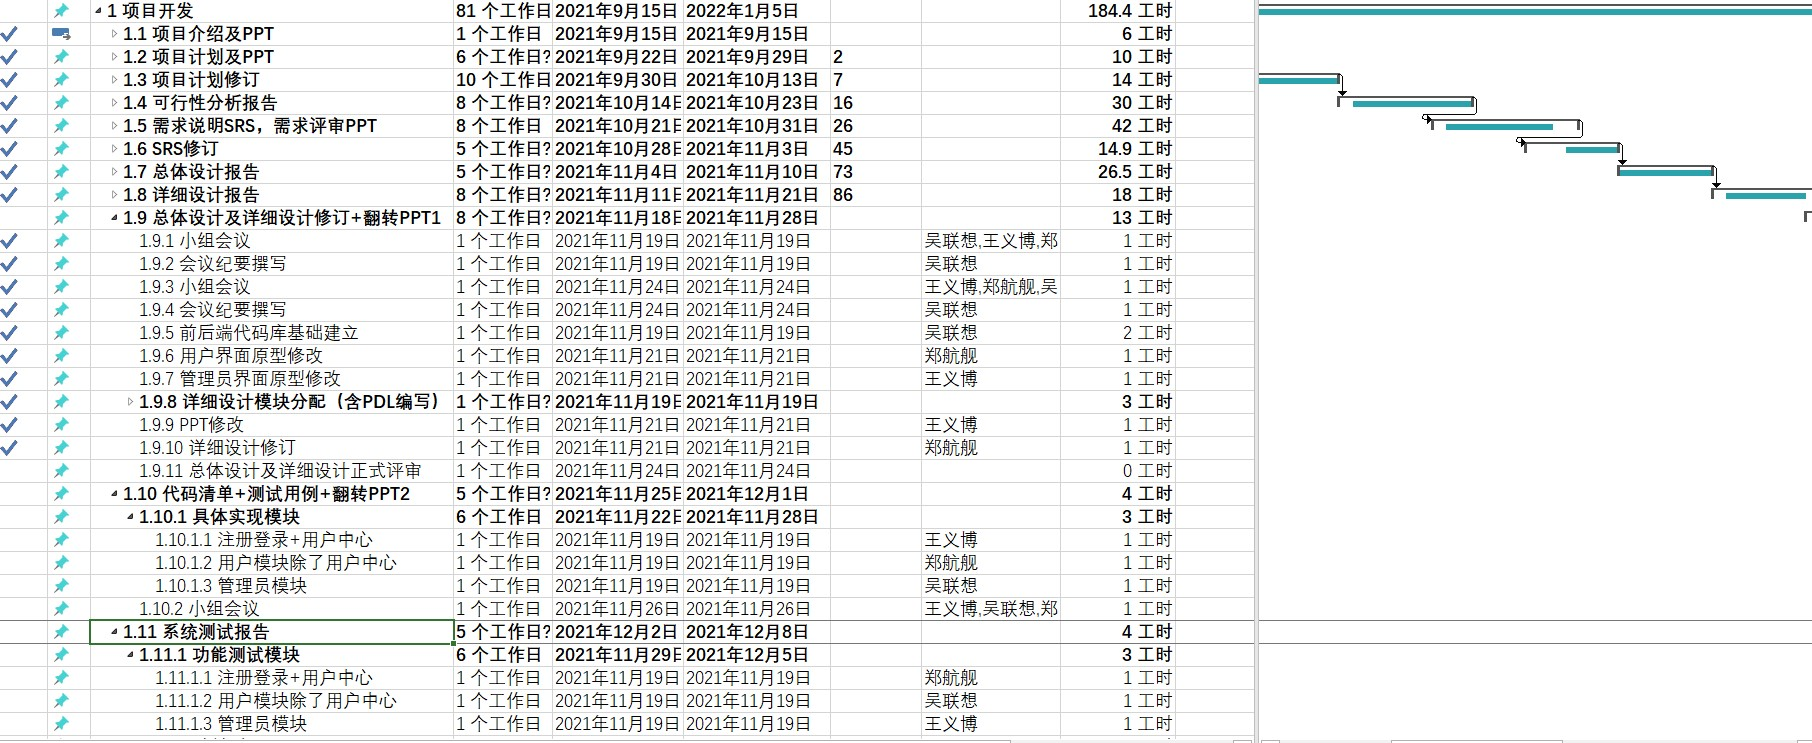 1 项目开发 81 个工作日 2021年9月15日 2022年1月5日 184.4 工时
1.1 项目介绍及PPT 1 个工作日 2021年9月15日 2021年9月15日 6 工时
1.2 项目计划及PPT 6 个工作日? 2021年9月22日 2021年9月29日 2 10 工时
1.3 项目计划修订 10 个工作日 2021年9月30日 2021年10月13日 7 14 工时
1.4 可行性分析报告 8 个工作日? 2021年10月14日 2021年10月23日 16 30 工时
1.5 需求说明SRS，需求评审PPT 8 个工作日? 2021年10月21日 2021年10月31日 26 42 工时
1.6 SRS修订 5 个工作日? 2021年10月28日 2021年11月3日 45 14.9 工时
1.7 总体设计报告 5 个工作日? 2021年11月4日 2021年11月10日 73 26.5 工时
1.8 详细设计报告 8 个工作日? 2021年11月11日 2021年11月21日 86 18 工时
1.9 总体设计及详细设计修订+翻转PPT1 8 个工作日? 2021年11月18日 2021年11月28日 13 工时
1.9.1 小组会议 1 个工作日 2021年11月19日 2021年11月19日 吴联想,王义博,郑 1 工时
1.9.2 会议纪要撰写 1 个工作日 2021年11月19日 2021年11月19日 吴联想 1 工时
1.9.3 小组会议 1 个工作日 2021年11月24日 2021年11月24日 王义博,郑航舰,吴 1 工时
1.9.4 会议纪要撰写 1 个工作日 2021年11月24日 2021年11月24日 吴联想 1 工时
1.9.5 前后端代码库基础建立 1 个工作日 2021年11月19日 2021年11月19日 吴联想 2 工时
1.9.6 用户界面原型修改 1 个工作日 2021年11月21日 2021年11月21日 郑航舰 1 工时
1.9.7 管理员界面原型修改 1 个工作日 2021年11月21日 2021年11月21日 王义博 1 工时
1.9.8 详细设计模块分配（含PDL编写） 1 个工作日? 2021年11月19日 2021年11月19日 3 工时
1.9.9 PPT修改 1 个工作日 2021年11月21日 2021年11月21日 王义博 1 工时
1.9.10 详细设计修订 1 个工作日 2021年11月21日 2021年11月21日 郑航舰 1 工时
1.9.11 总体设计及详细设计正式评审 1 个工作日 2021年11月24日 2021年11月24日 0 工时
1.10 代码清单+测试用例+翻转PPT2 5 个工作日? 2021年11月25日 2021年12月1日 4 工时
1.10.1 具体实现模块 6 个工作日 2021年11月22日 2021年11月28日 3 工时
1.10.1.1 注册登录+用户中心 1 个工作日 2021年11月19日 2021年11月19日 王义博 1 工时
1.10.1.2 用户模块除了用户中心 1 个工作日 2021年11月19日 2021年11月19日 郑航舰 1 工时
1.10.1.3 管理员模块 1 个工作日 2021年11月19日 2021年11月19日 吴联想 1 工时
1.10.2 小组会议 1 个工作日 2021年11月26日 2021年11月26日 王义博,吴联想,郑 1 工时
1.11 系统测试报告 5 个工作日? 2021年12月2日 2021年12月8日 4 工时
1.11.1 功能测试模块 6 个工作日 2021年11月29日 2021年12月5日 3 工时
1.11.1.1 注册登录+用户中心 1 个工作日 2021年11月19日 2021年11月19日 郑航舰 1 工时
1.11.1.2 用户模块除了用户中心 1 个工作日 2021年11月19日 2021年11月19日 吴联想 1 工时
1.11.1.3 管理员模块 1 个工作日 2021年11月19日 2021年11月19日 王义博 1 工时